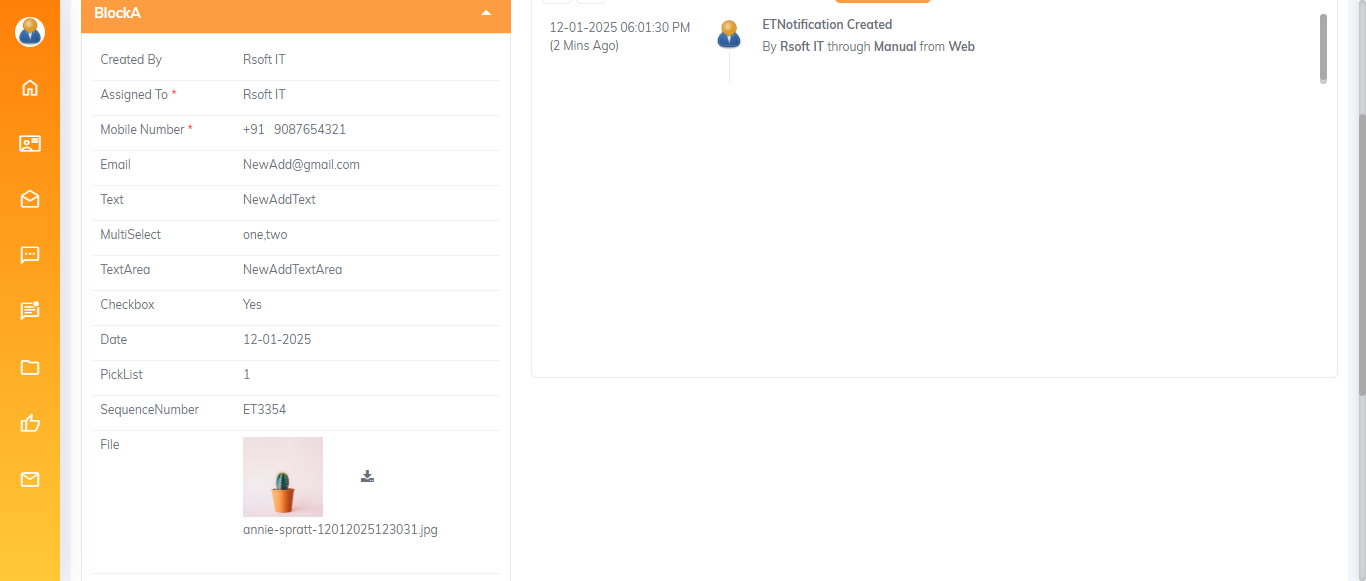 BlockA
Created By Rsoft IT
Assigned To * Rsoft IT
Mobile Number * +91 9087654321
Email NewAdd@gmail.com
Text NewAddText
MultiSelect one,two
TextArea NewAddTextArea
Checkbox Yes
Date 12-01-2025
PickList 1
SequenceNumber ET3354
File
annie-spratt-12012025123031.jpg
12-01-2025 06:01:30 PM
(2 Mins Ago)
ETNotification Created
By Rsoft IT through Manual from Web